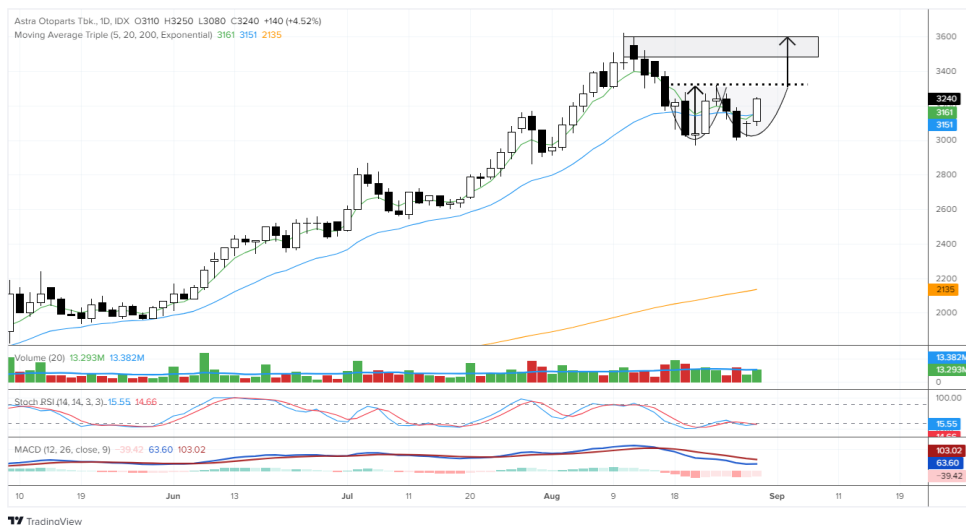 Astra Otoparts Tbk., 1D, IDX O3110 H3250 L3080 C3240 +140 (+4.52%)
Moving Average Triple (5, 20, 200, Exponential) 3161 3151 2135
3600
3400
3240
3161
3151
3000
2800
2600
2400
2200
2135
2000
Volume (20) 13.293M 13.382M
13.382M
13.293M
0
Stoch RSI (14, 14, 3, 3) 15.55 14.66
100.00
15.55
14.66
MACD (12, 26, close, 9) −39.42 63.60 103.02
103.02
63.60
−39.42
10 19 Jun 13 Jul 11 20 Aug 18 Sep 11 19
TradingView